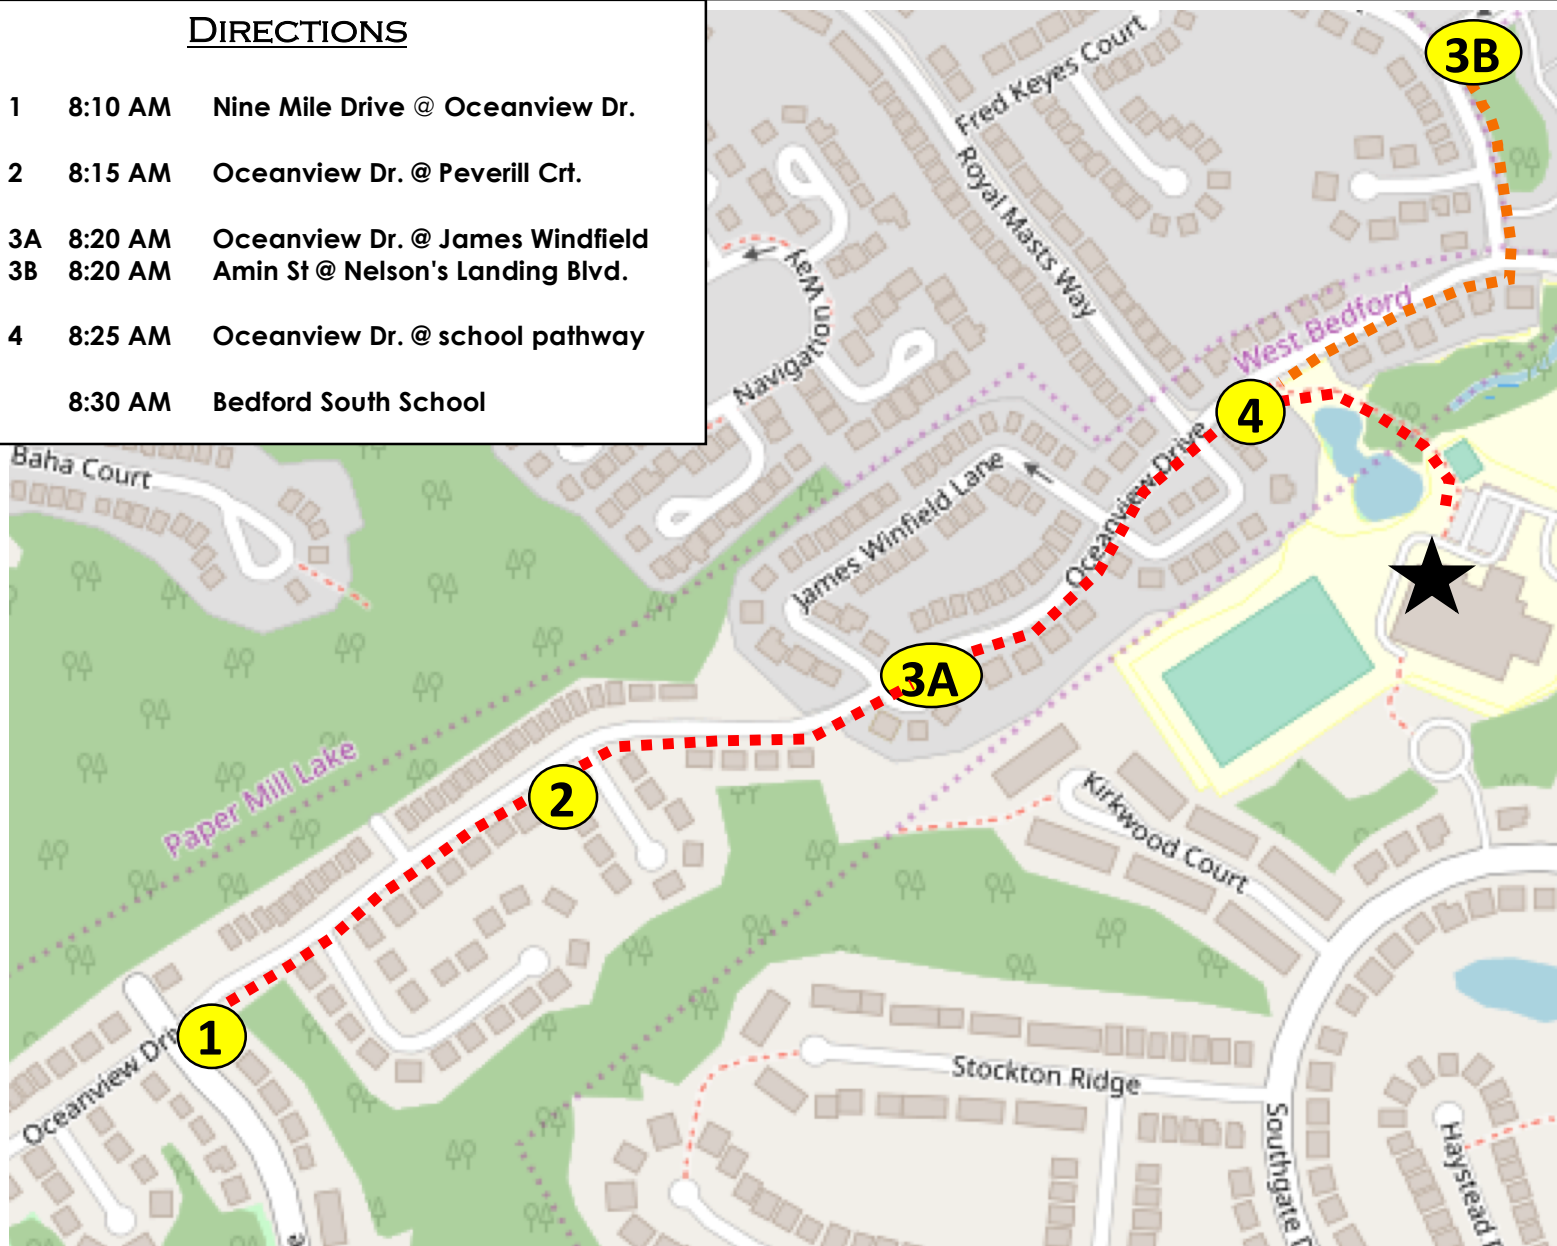 DIRECTIONS
1 8:10 AM Nine Mile Drive @ Oceanview Dr.
2 8:15 AM Oceanview Dr. @ Peverill Crt.
3A 8:20 AM Oceanview Dr. @ James Windfield
3B 8:20 AM Amin St @ Nelson's Landing Blvd.
4 8:25 AM Oceanview Dr. @ school pathway
8:30 AM Bedford South School
3B
Fred Keyes Court
Royal Masts Way
Navigation Way
West Bedford
4
Baha Court
Oceanview Drive
James Winfield Lane
3A
Paper Mill Lake
2
Kirkwood Court
1
Oceanview Driv
Stockton Ridge
Southgate D
Haystead